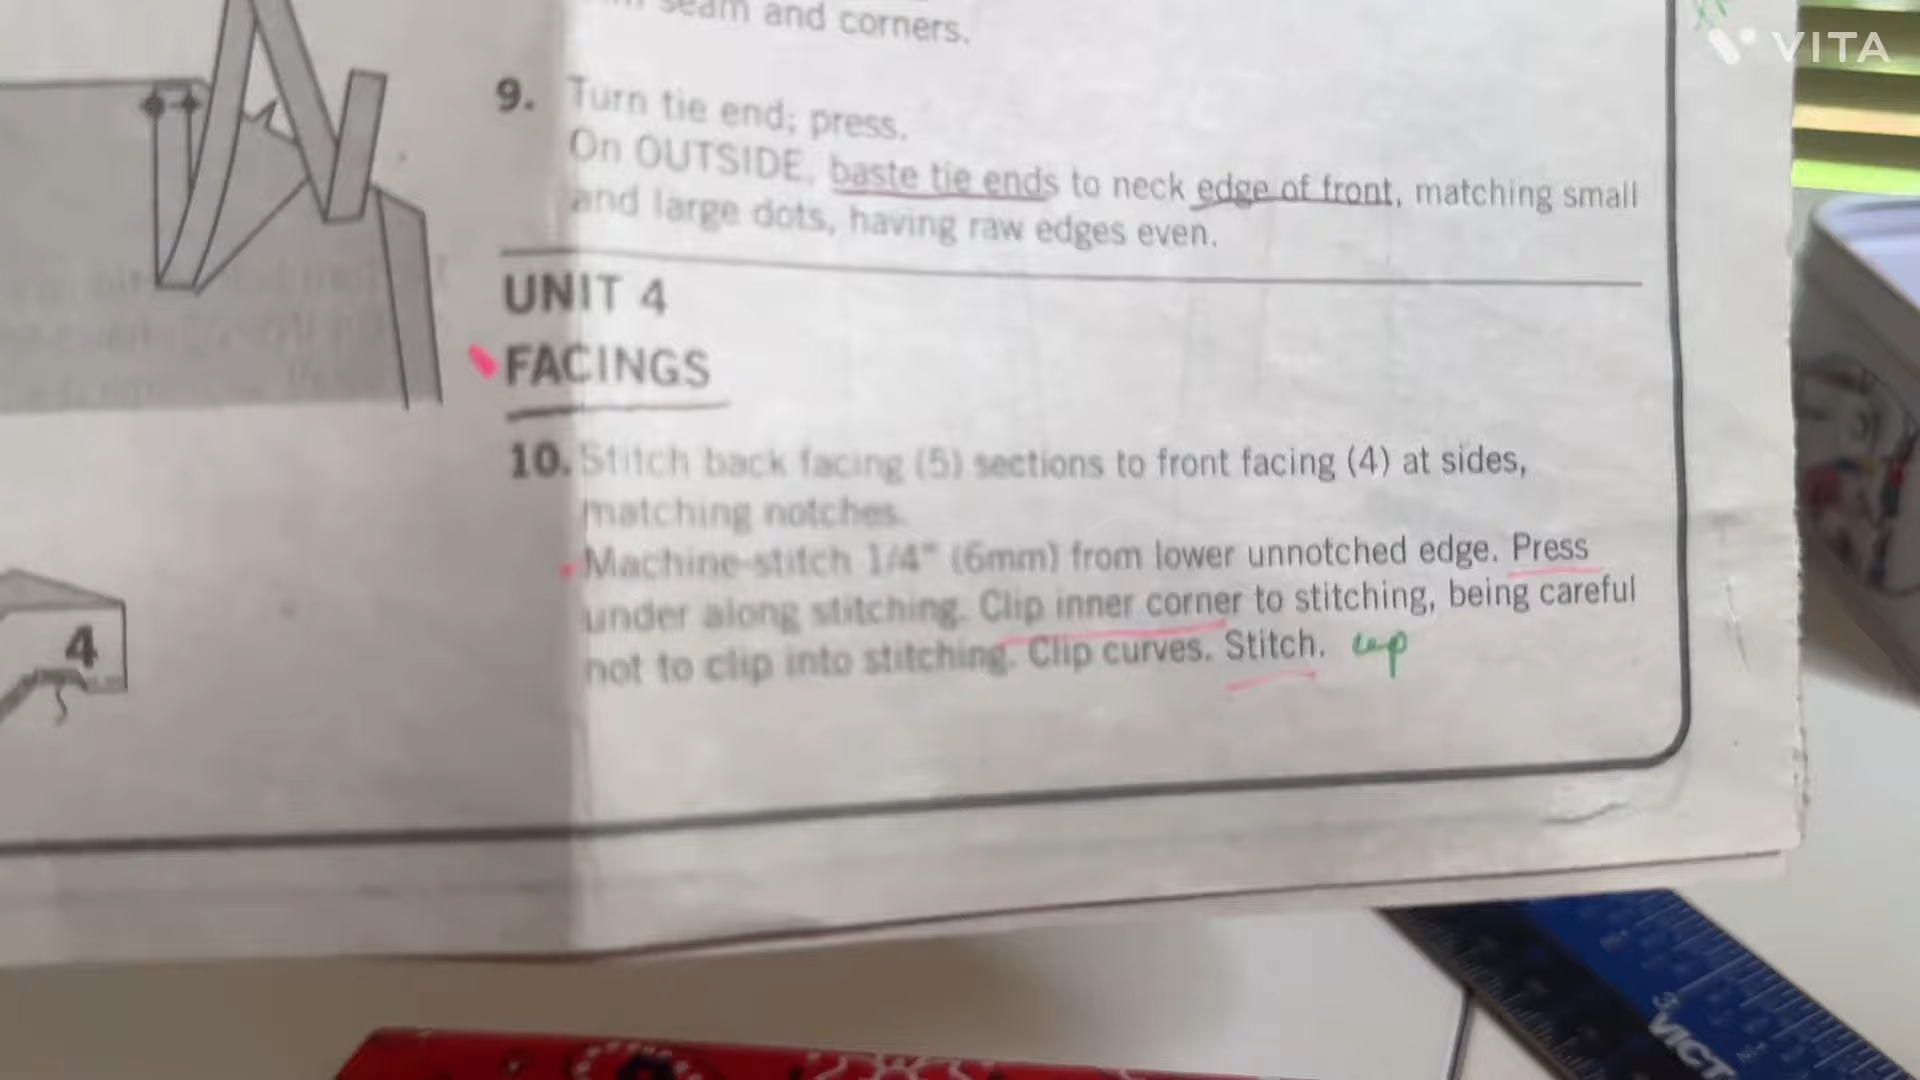 seam and corners.
9. Turn tie end; press.
On OUTSIDE, baste tie ends to neck edge of front, matching small
and large dots, having raw edges even.
UNIT 4
FACINGS
10. Stitch back facing (5) sections to front facing (4) at sides,
matching notches.
Machine-stitch 1/4" (6mm) from lower unnotched edge. Press
under along stitching. Clip inner corner to stitching, being careful
not to clip into stitching. Clip curves. Stitch.
4
VITA
VICT